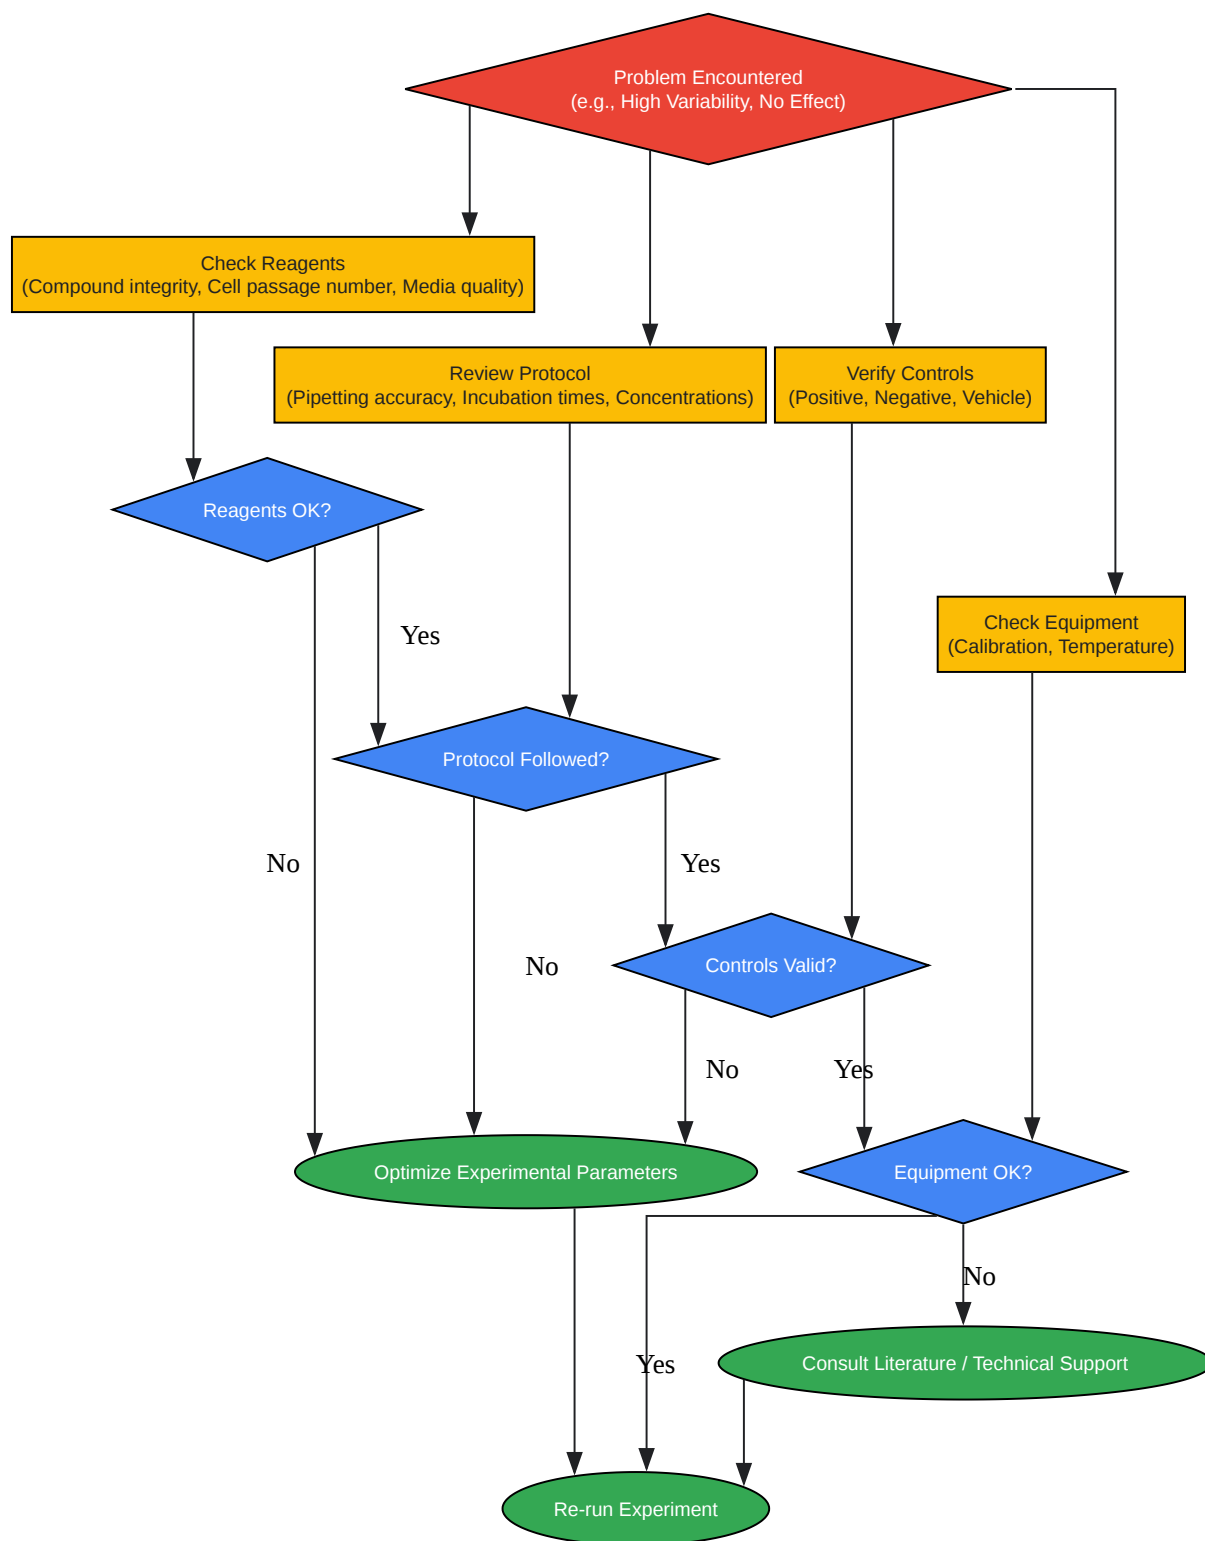 Problem Encountered
(e.g., High Variability, No Effect)
Check Reagents
(Compound integrity, Cell passage number, Media quality)
Review Protocol
(Pipetting accuracy, Incubation times, Concentrations)
Verify Controls
(Positive, Negative, Vehicle)
Reagents OK?
Yes
Check Equipment
(Calibration, Temperature)
Protocol Followed?
No
Yes
No
Controls Valid?
No
Yes
Optimize Experimental Parameters
Equipment OK?
No
Yes
Consult Literature / Technical Support
Re-run Experiment